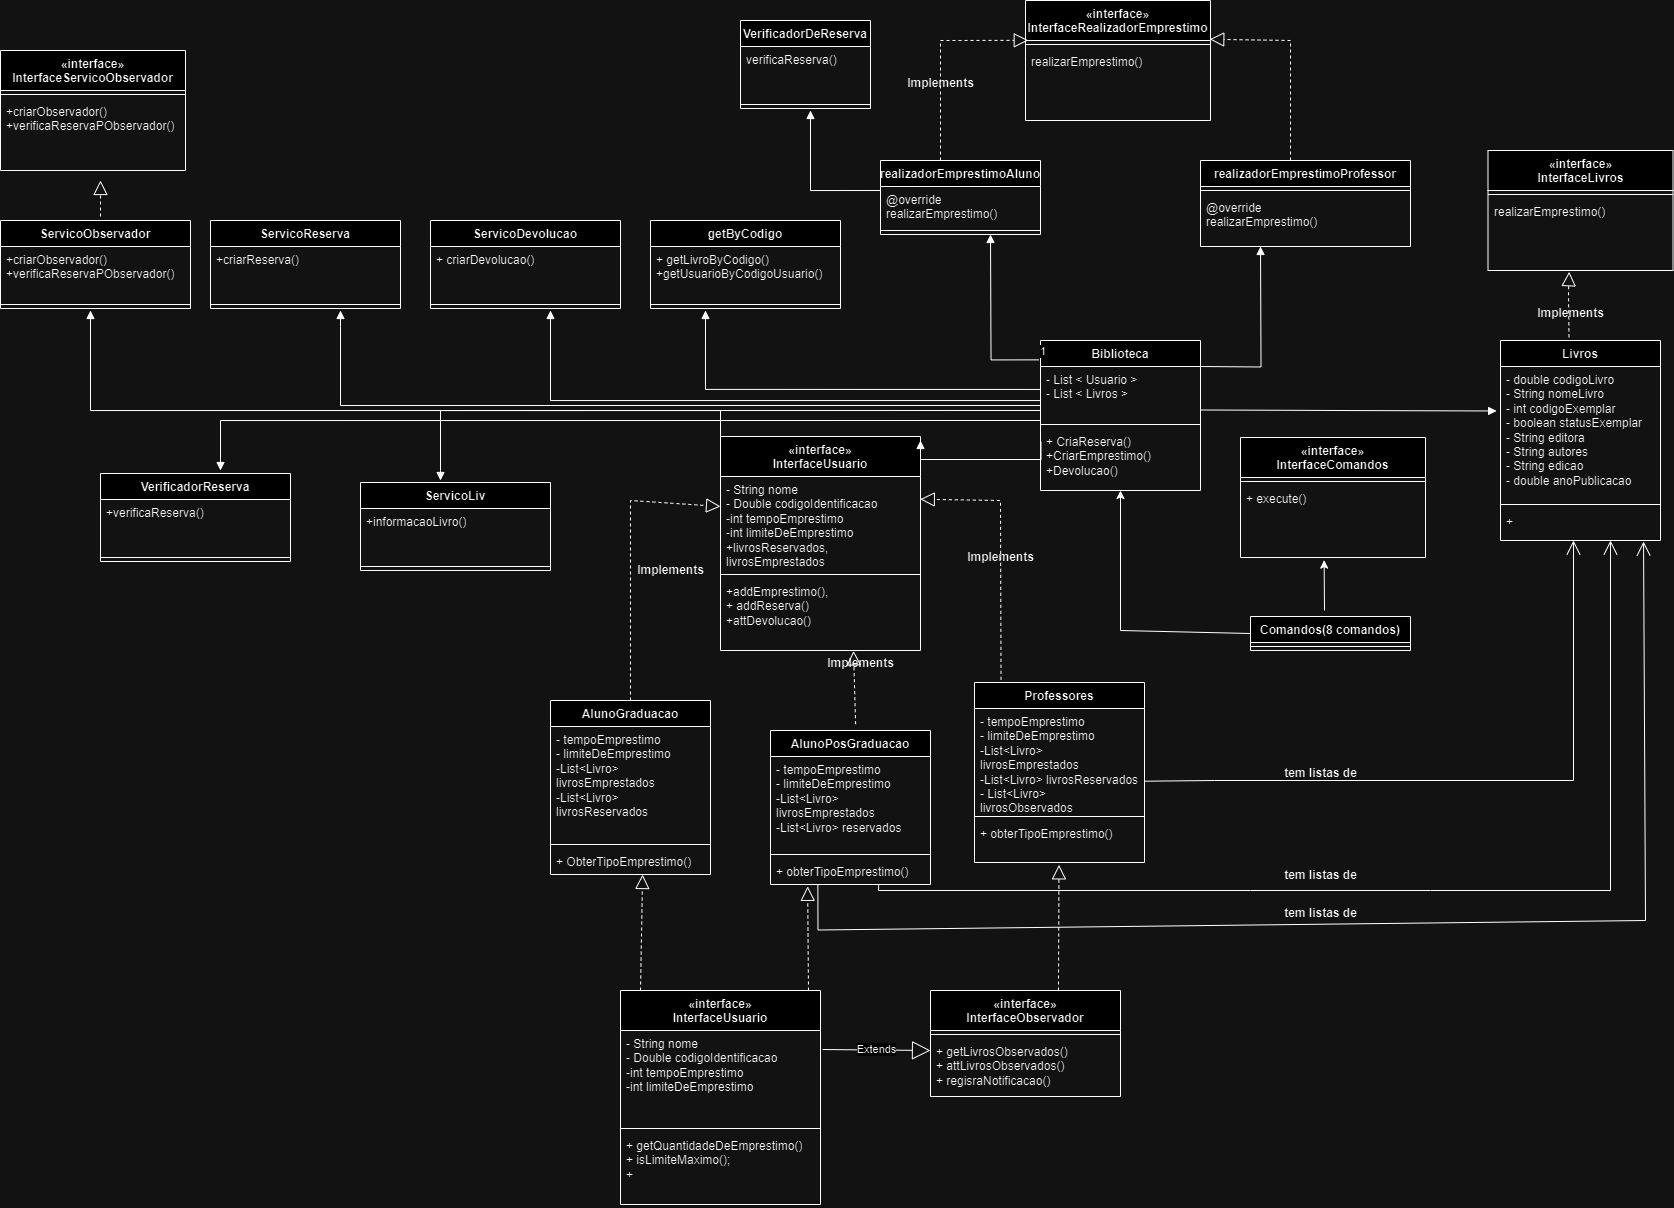 «interface»
InterfaceServicoObservador
+criarObservador()
+verificaReservaPObservador()
VerificadorDeReserva
verificaReserva()
Implements
«interface»
InterfaceRealizadorEmprestimo
realizarEmprestimo()
realizadorEmprestimoAluno
@override
realizarEmprestimo()
realizadorEmprestimoProfessor
@override
realizarEmprestimo()
«interface»
InterfaceLivros
realizarEmprestimo()
Implements
ServicoObservador
+criarObservador()
+verificaReservaPObservador()
ServicoReserva
+criarReserva()
ServicoDevolucao
+ criarDevolucao()
getByCodigo
+ getLivroByCodigo()
+getUsuarioByCodigoUsuario()
1
Biblioteca
- List < Usuario >
- List < Livros >
+ CriaReserva()
+CriarEmprestimo()
+Devolucao()
Livros
- double codigoLivro
- String nomeLivro
- int codigoExemplar
- boolean statusExemplar
- String editora
- String autores
- String edicao
- double anoPublicacao
+
VerificadorReserva
+verificaReserva()
ServicoLiv
+informacaoLivro()
«interface»
InterfaceUsuario
- String nome
- Double codigoIdentificacao
-int tempoEmprestimo
-int limiteDeEmprestimo
+livrosReservados,
livrosEmprestados
+addEmprestimo(),
+ addReserva()
+attDevolucao()
«interface»
InterfaceComandos
+ execute()
Comandos(8 comandos)
Implements
Implements
Implements
AlunoGraduacao
- tempoEmprestimo
- limiteDeEmprestimo
-List<Livro>
livrosEmprestados
-List<Livro>
livrosReservados
+ ObterTipoEmprestimo()
AlunoPosGraduacao
- tempoEmprestimo
- limiteDeEmprestimo
-List<Livro>
livrosEmprestados
-List<Livro> reservados
+ obterTipoEmprestimo()
Professores
- tempoEmprestimo
- limiteDeEmprestimo
-List<Livro>
livrosEmprestados
-List<Livro> livrosReservados
- List<Livro>
livrosObservados
+ obterTipoEmprestimo()
tem listas de
tem listas de
tem listas de
«interface»
InterfaceUsuario
- String nome
- Double codigoIdentificacao
-int tempoEmprestimo
-int limiteDeEmprestimo
+ getQuantidadeDeEmprestimo()
+ isLimiteMaximo();
+
Extends
«interface»
InterfaceObservador
+ getLivrosObservados()
+ attLivrosObservados()
+ regisraNotificacao()